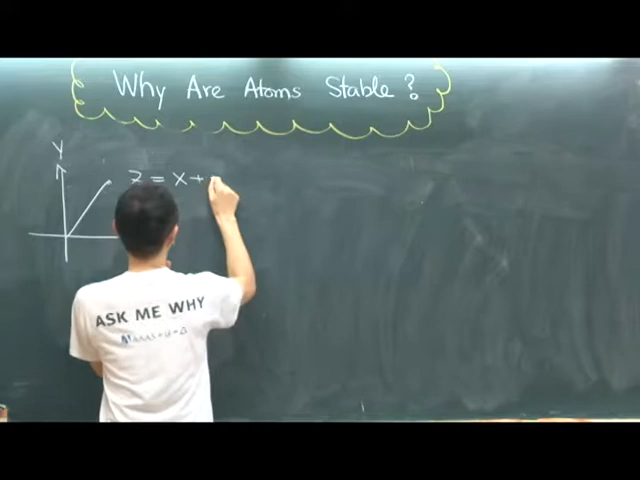 Why Are Atoms Stable?
Y
Z = X +
ASK ME WHY